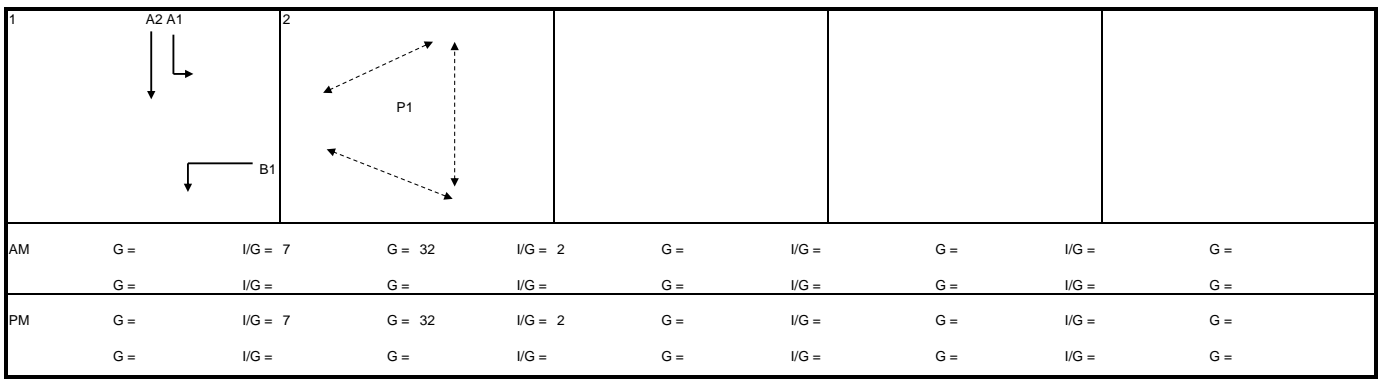 1 A2 A1 2
P1
B1
AM G = I/G = 7 G = 32 I/G = 2 G = I/G = G = I/G = G =
G = I/G = G = I/G = G = I/G = G = I/G = G =
PM G = I/G = 7 G = 32 I/G = 2 G = I/G = G = I/G = G =
G = I/G = G = I/G = G = I/G = G = I/G = G =